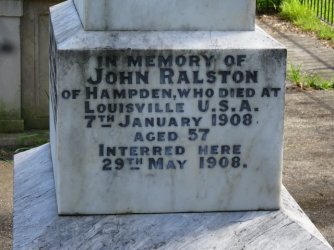 IN MEMORY OF
JOHN RALSTON
OF HAMPDEN, WHO DIED AT
LOUISVILLE U.S.A.
7TH JANUARY 1908
AGED 57
INTERRED HERE
29TH MAY 1908.